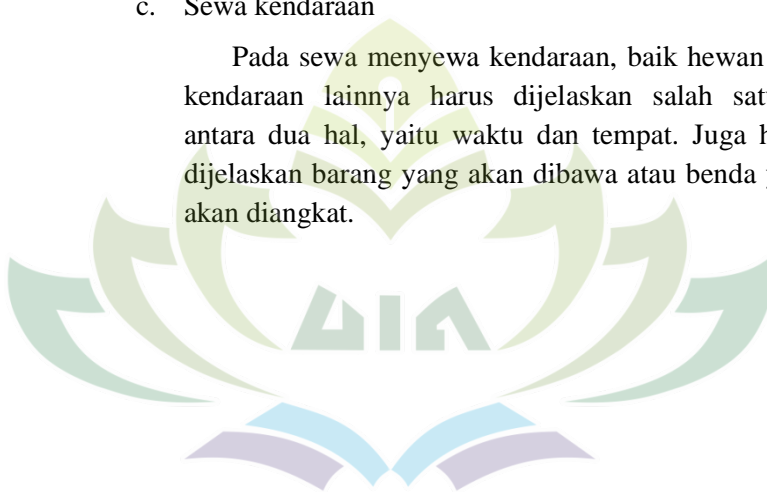 c. Sewa kendaraan
Pada sewa menyewa kendaraan, baik hewan
kendaraan lainnya harus dijelaskan salah
antara dua hal, yaitu waktu dan tempat. Juga
dijelaskan barang yang akan dibawa atau benda
akan diangkat.
UIN